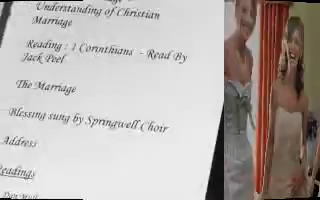 Understanding of Christian
Marriage
Reading : 1 Corinthians - Read By
Jack Peel
The Marriage
Blessing sung by Springwell Choir
Address
Readings